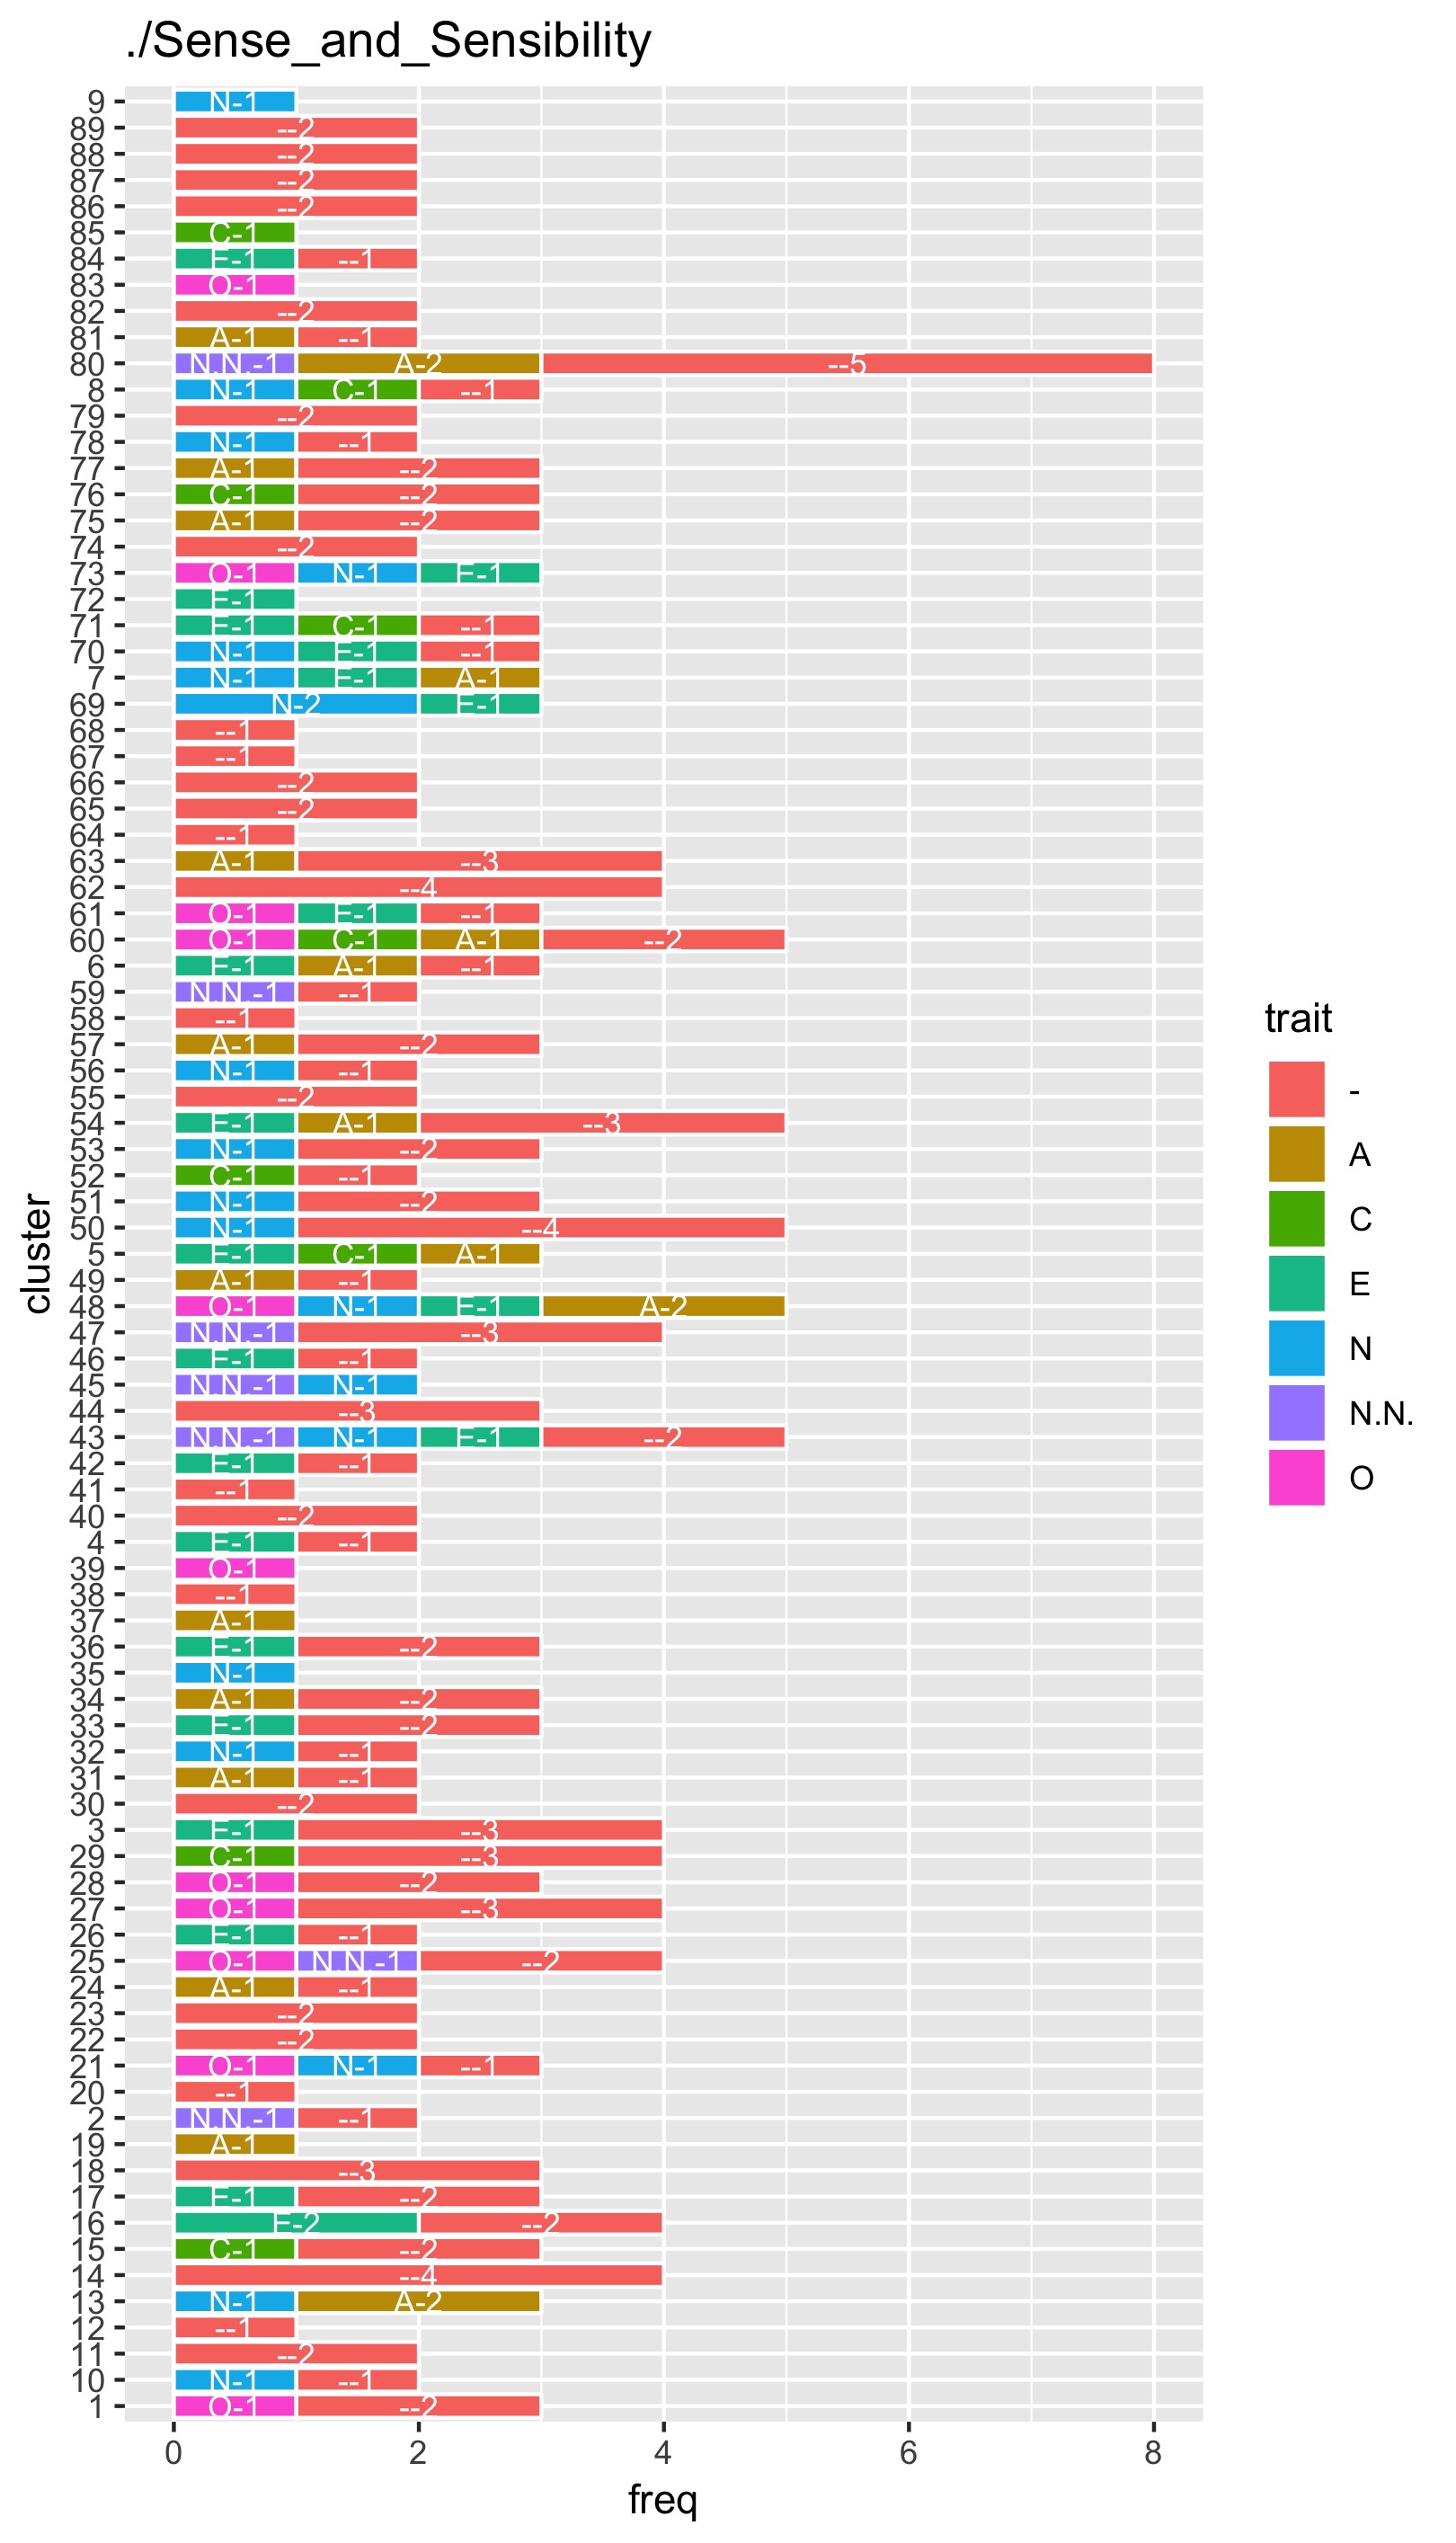 ./Sense_and_Sensibility
9 N-1
89 --2
88 --2
87 --2
86 --2
85 C-1
84 E-1 --1
83 O-1
82 --2
81 A-1 --1
80 N.N.-1 A-2 --5
8 N-1 C-1 --1
79 --2
78 N-1 --1
77 A-1 --2
76 C-1 --2
75 A-1 --2
74 --2
73 O-1 N-1 E-1
72 E-1
71 E-1 C-1 --1
70 N-1 E-1 --1
7 N-1 E-1 A-1
69 N-2 E-1
68 --1
67 --1
66 --2
65 --2
64 --1
63 A-1 --3
62 --4
61 O-1 E-1 --1
60 O-1 C-1 A-1 --2
6 E-1 A-1 --1
59 N.N.-1 --1
58 --1
57 A-1 --2
56 N-1 --1
55 --2
54 E-1 A-1 --3
53 N-1 --2
52 C-1 --1
51 N-1 --2
50 N-1 --4
5 E-1 C-1 A-1
49 A-1 --1
48 O-1 N-1 E-1 A-2
47 N.N.-1 --3
46 E-1 --1
45 N.N.-1 N-1
44 --3
43 N.N.-1 N-1 E-1 --2
42 E-1 --1
41 --1
40 --2
4 E-1 --1
39 O-1
38 --1
37 A-1
36 E-1 --2
35 N-1
34 A-1 --2
33 E-1 --2
32 N-1 --1
31 A-1 --1
30 --2
3 E-1 --3
29 C-1 --3
28 O-1 --2
27 O-1 --3
26 E-1 --1
25 O-1 N.N.-1 --2
24 A-1 --1
23 --2
22 --2
21 O-1 N-1 --1
20 --1
2 N.N.-1 --1
19 A-1
18 --3
17 E-1 --2
16 E-2 --2
15 C-1 --2
14 --4
13 N-1 A-2
12 --1
11 --2
10 N-1 --1
1 O-1 --2
0 2 4 6 8
freq
cluster
trait
-
A
C
E
N
N.N.
O